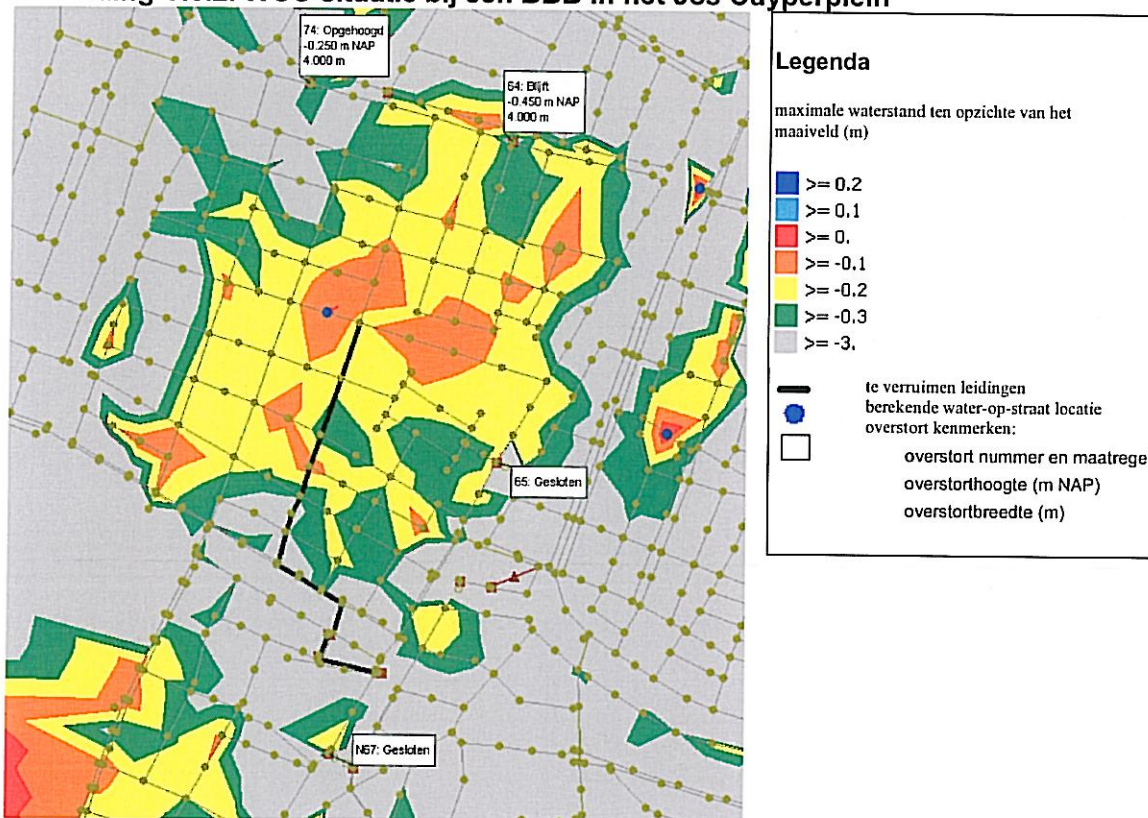 74: Opgehoogd
-0.250 m NAP
4.000 m
64: Blijft
-0.450 m NAP
4.000 m
65: Gesloten
N67: Gesloten
Legenda
maximale waterstand ten opzichte van het
maaiveld (m)
>= 0.2
>= 0.1
>= 0.
>= -0.1
>= -0.2
>= -0.3
>= -3.
te verruimen leidingen
berekende water-op-straat locatie
overstort kenmerken:
overstort nummer en maatrege
overstorthoogte (m NAP)
overstortbreedte (m)